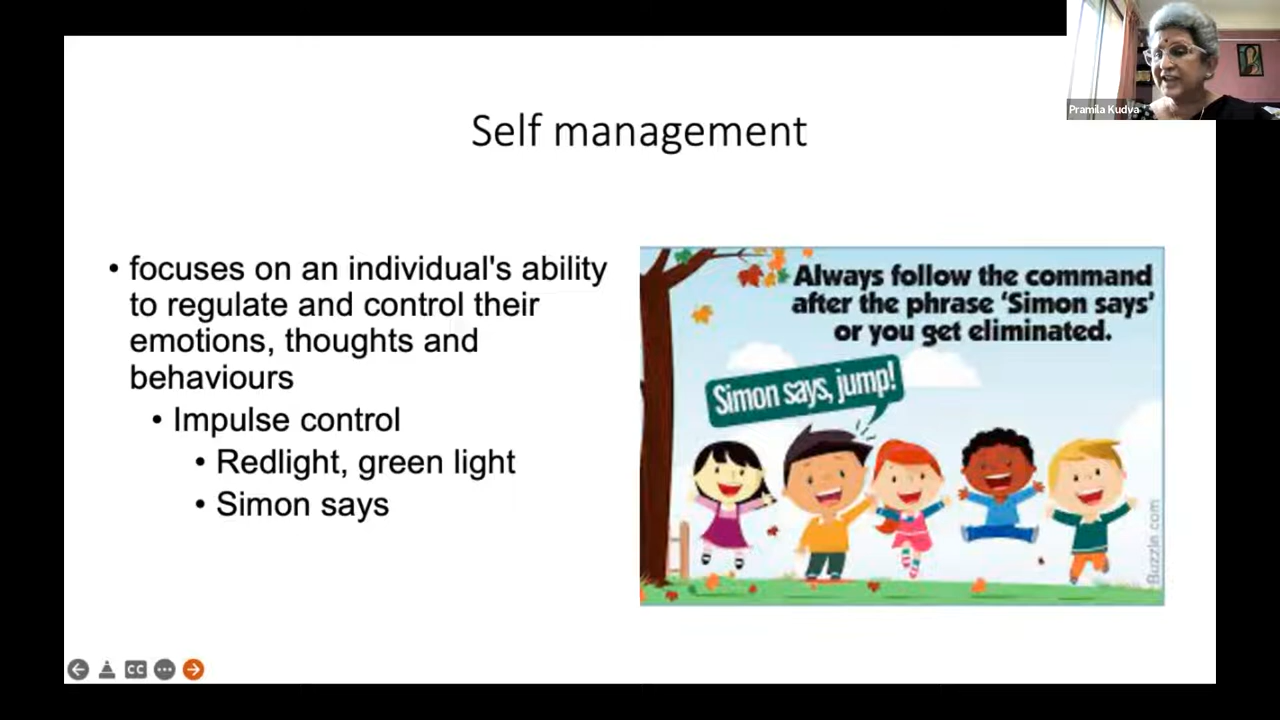 Pramila Kudva
Self management
• focuses on an individual's ability
to regulate and control their
emotions, thoughts and
behaviours
• Impulse control
• Redlight, green light
• Simon says
Always follow the command
after the phrase 'Simon says'
or you get eliminated.
Simon says, jump!
Buzzle.com
CC